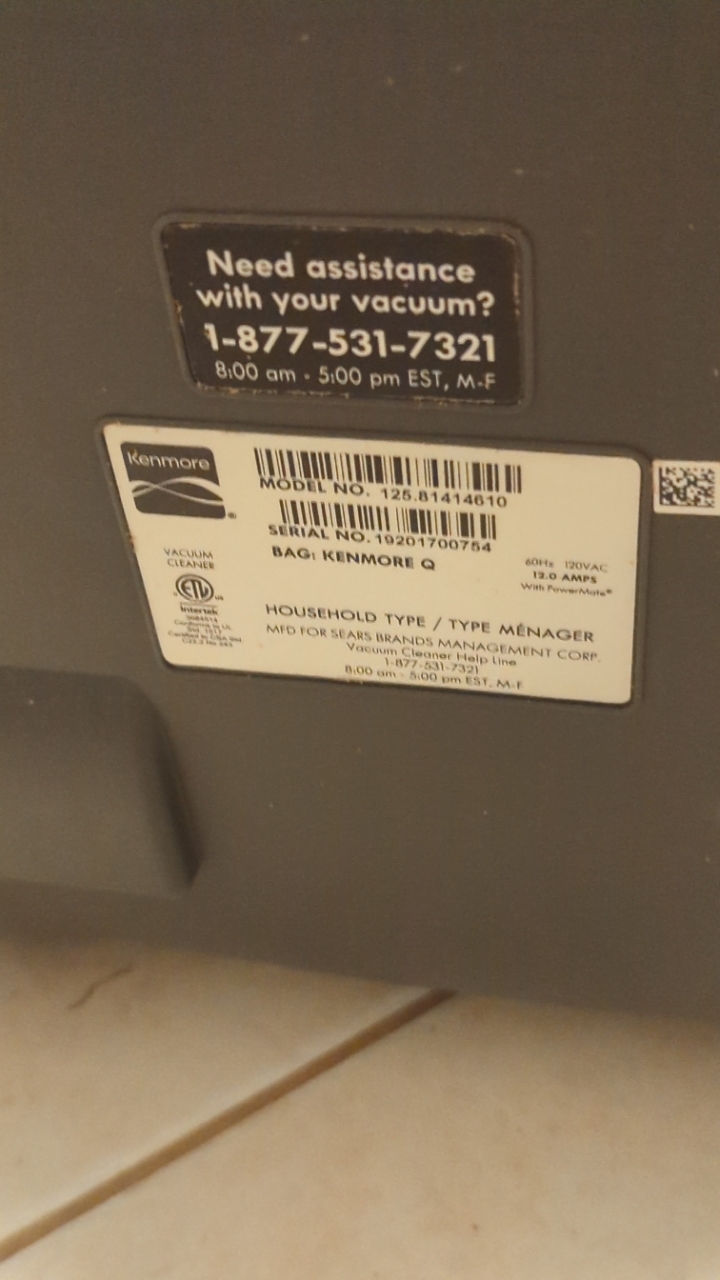 Need assistance
with your vacuum?
1-877-531-7321
8:00 am - 5:00 pm EST, M-F
Kenmore
MODEL NO. 125.81414610
SERIAL NO. 19201700754
BAG: KENMORE Q
VACUUM
CLEANER
60Hz 120VAC
12.0 AMPS
With PowerMate®
ETL
Intertek
HOUSEHOLD TYPE / TYPE MÉNAGER
MFD FOR SEARS BRANDS MANAGEMENT CORP.
Vacuum Cleaner Help Line
1-877-531-7321
8:00 am - 5:00 pm EST, M-F